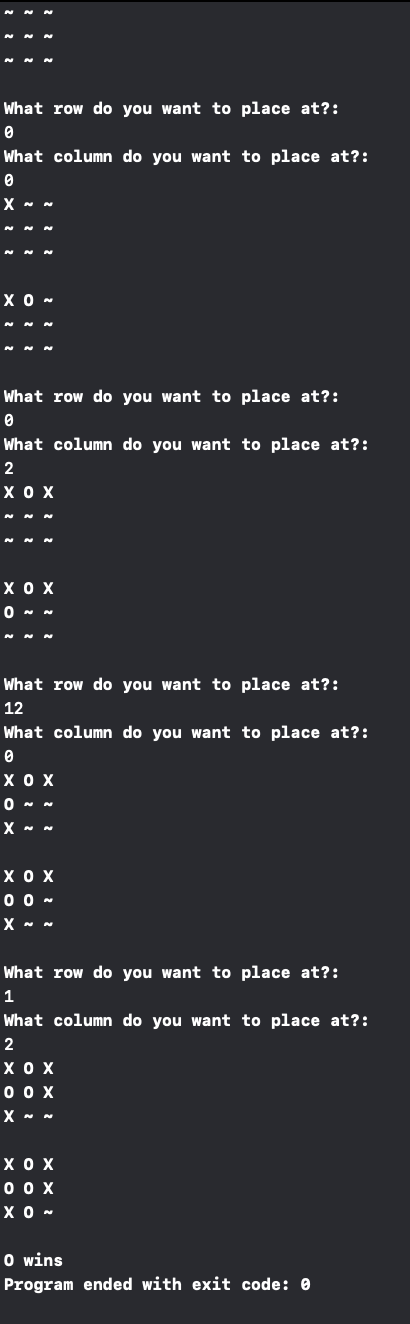 ~ ~ ~
~ ~ ~
~ ~ ~
What row do you want to place at?:
0
What column do you want to place at?:
0
X ~ ~
~ ~ ~
~ ~ ~
X O ~
~ ~ ~
~ ~ ~
What row do you want to place at?:
0
What column do you want to place at?:
2
X O X
~ ~ ~
~ ~ ~
X O X
O ~ ~
~ ~ ~
What row do you want to place at?:
12
What column do you want to place at?:
0
X O X
O ~ ~
X ~ ~
X O X
O O ~
X ~ ~
What row do you want to place at?:
1
What column do you want to place at?:
2
X O X
O O X
X ~ ~
X O X
O O X
X O ~
O wins
Program ended with exit code: 0